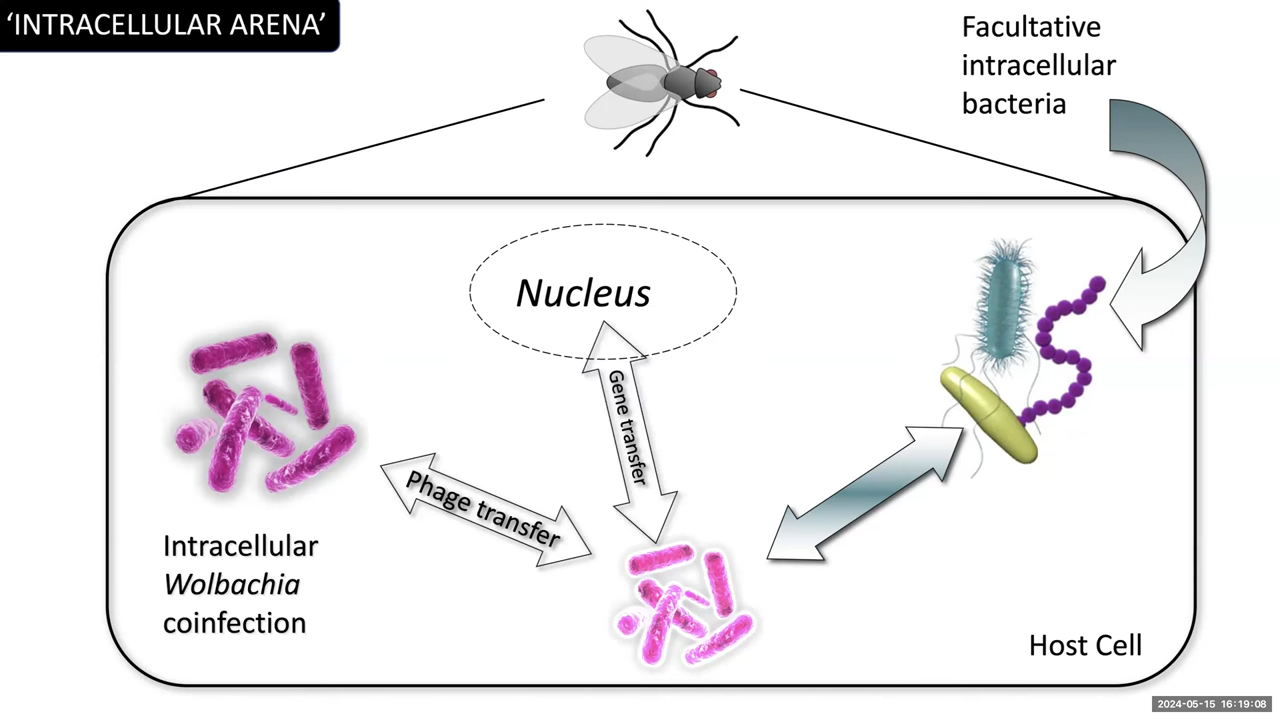 ‘INTRACELLULAR ARENA’
Facultative
intracellular
bacteria
Nucleus
Gene transfer
Phage transfer
Intracellular
Wolbachia
coinfection
Host Cell
2024-05-15 16:19:08